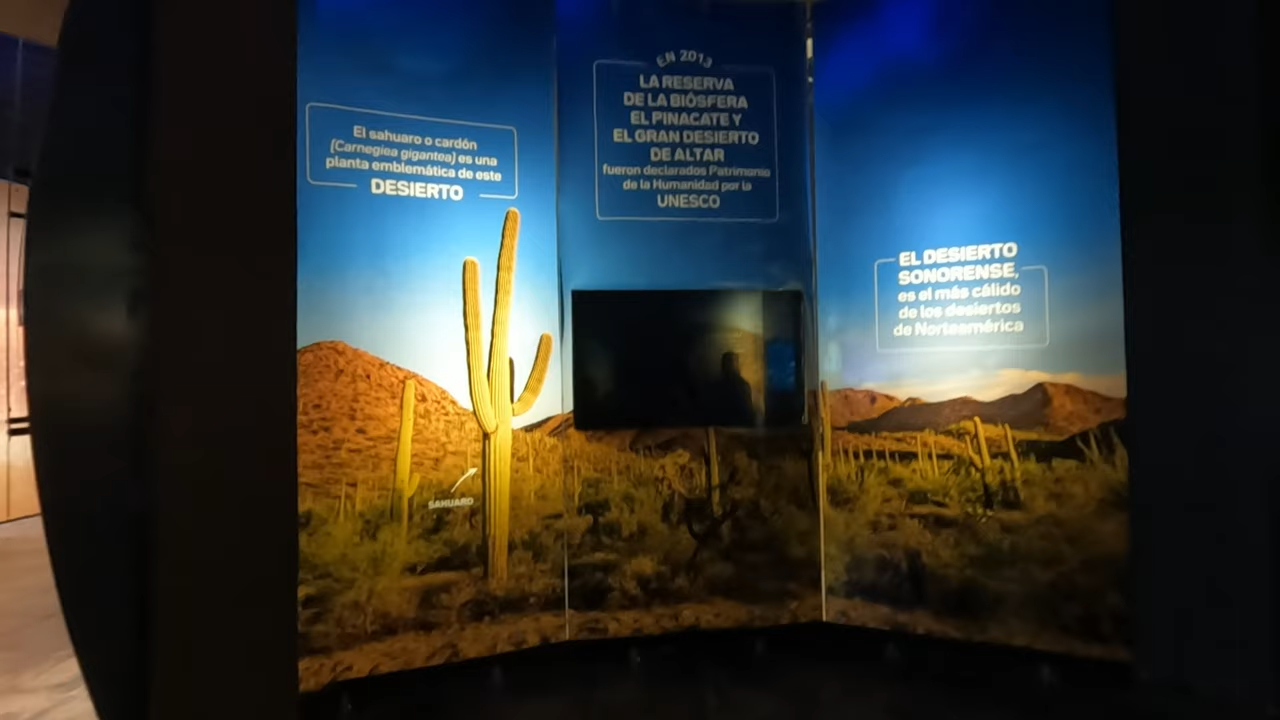 El sahuaro o cardón
(Carnegiea gigantea) es una
planta emblemática de este
DESIERTO
SAHUARO
EN 2013
LA RESERVA
DE LA BIÓSFERA
EL PINACATE Y
EL GRAN DESIERTO
DE ALTAR
fueron declarados Patrimonio
de la Humanidad por la
UNESCO
EL DESIERTO
SONORENSE,
es el más cálido
de los desiertos
de Norteamérica